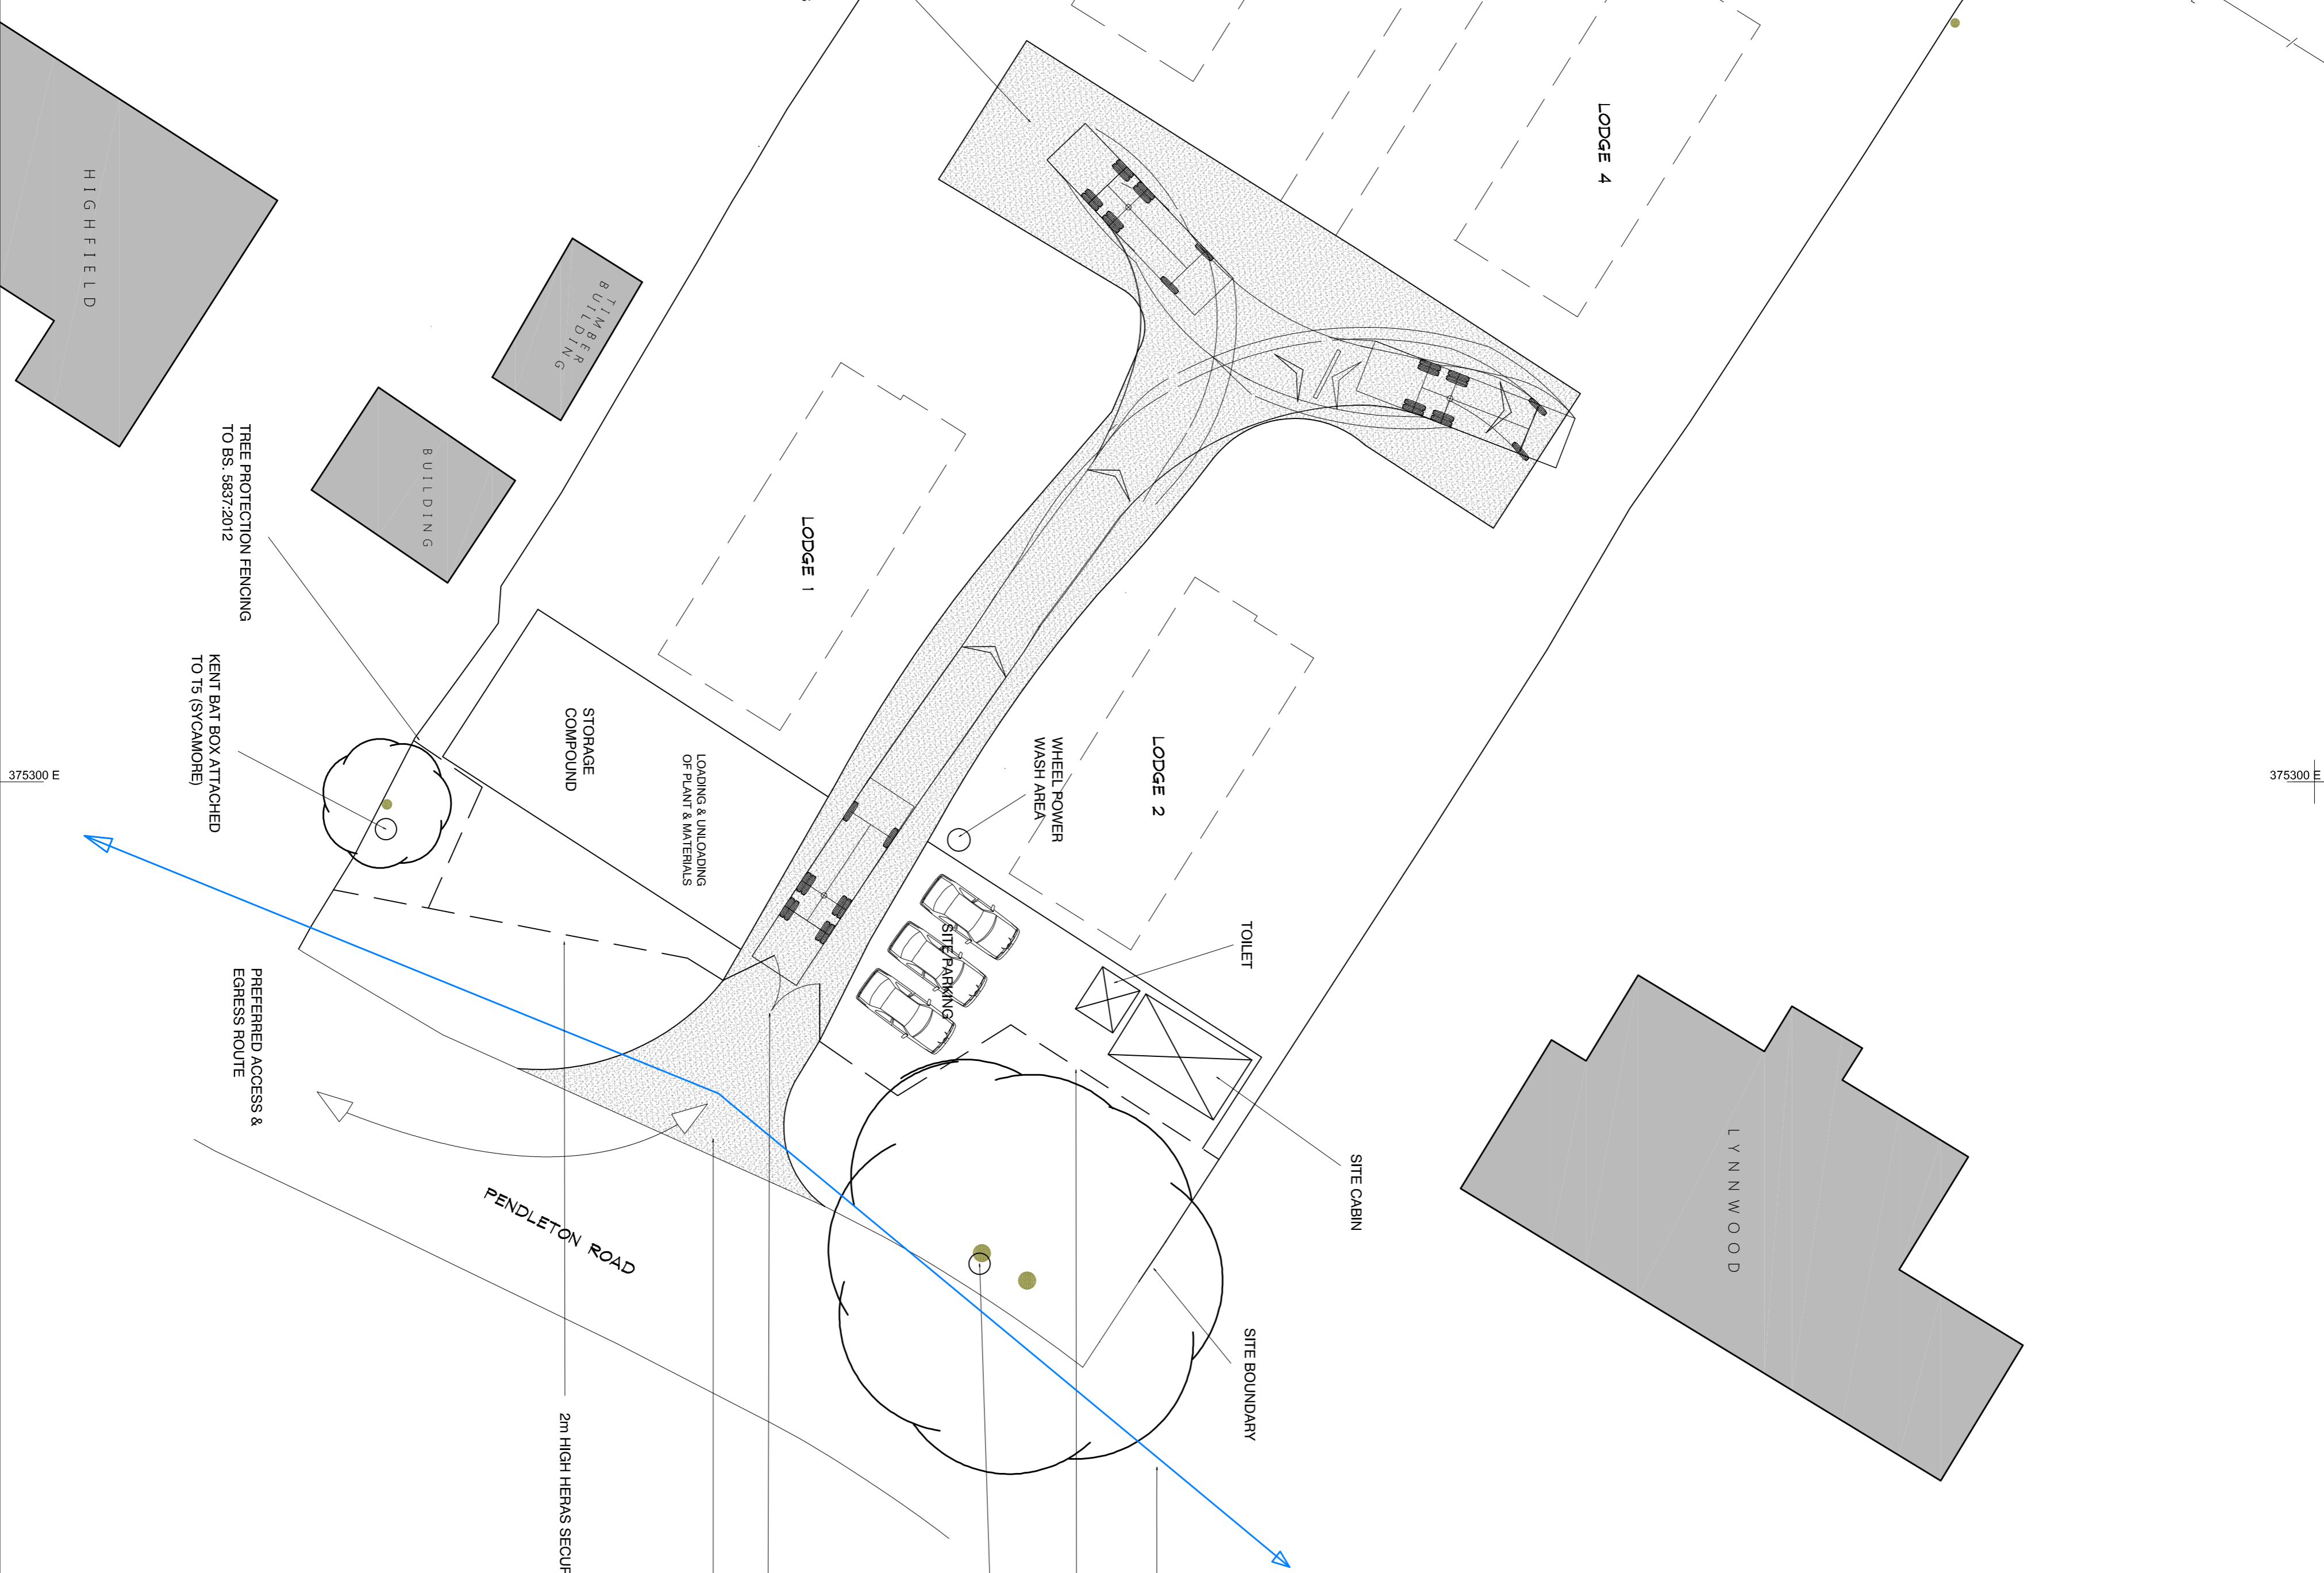 LODGE 4
HIGHFIELD
TIMBER
BUILDING
BUILDING
TREE PROTECTION FENCING
TO BS. 5837:2012
LODGE 1
KENT BAT BOX ATTACHED
TO T5 (SYCAMORE)
STORAGE
COMPOUND
LOADING & UNLOADING
OF PLANT & MATERIALS
WHEEL POWER
WASH AREA
LODGE 2
375300 E
375300 E
SITE PARKING
TOILET
PREFERRED ACCESS &
EGRESS ROUTE
SITE CABIN
LYNNWOOD
PENDLETON ROAD
SITE BOUNDARY
2m HIGH HERAS